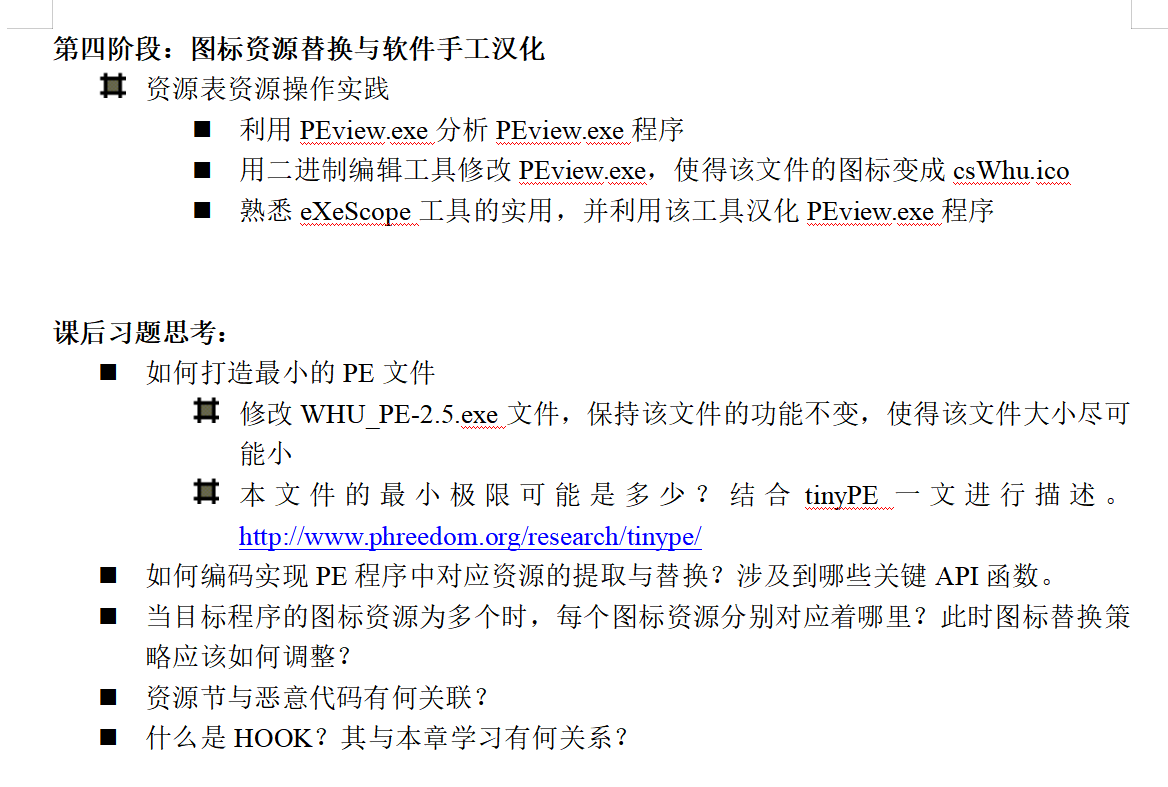 第四阶段：图标资源替换与软件手工汉化
资源表资源操作实践
利用 PEview.exe 分析 PEview.exe 程序
用二进制编辑工具修改 PEview.exe，使得该文件的图标变成 csWhu.ico
熟悉 eXeScope 工具的实用，并利用该工具汉化 PEview.exe 程序
课后习题思考：
如何打造最小的 PE 文件
修改 WHU_PE-2.5.exe 文件，保持该文件的功能不变，使得该文件大小尽可
能小
本文件的最小极限可能是多少？结合 tinyPE 一文进行描述。
http://www.phreedom.org/research/tinype/
如何编码实现 PE 程序中对应资源的提取与替换？涉及到哪些关键 API 函数。
当目标程序的图标资源为多个时，每个图标资源分别对应着哪里？此时图标替换策
略应该如何调整？
资源节与恶意代码有何关联？
什么是 HOOK？其与本章学习有何关系？